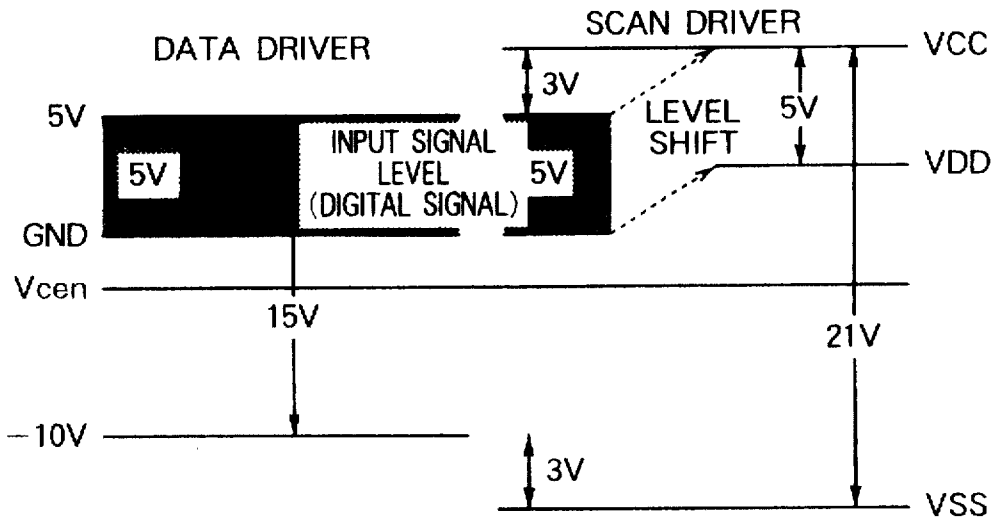 DATA DRIVER
SCAN DRIVER
VCC
3V
5V
5V
LEVEL
SHIFT
5V
INPUT SIGNAL
LEVEL
(DIGITAL SIGNAL)
5V
VDD
GND
Vcen
15V
21V
−10V
3V
VSS